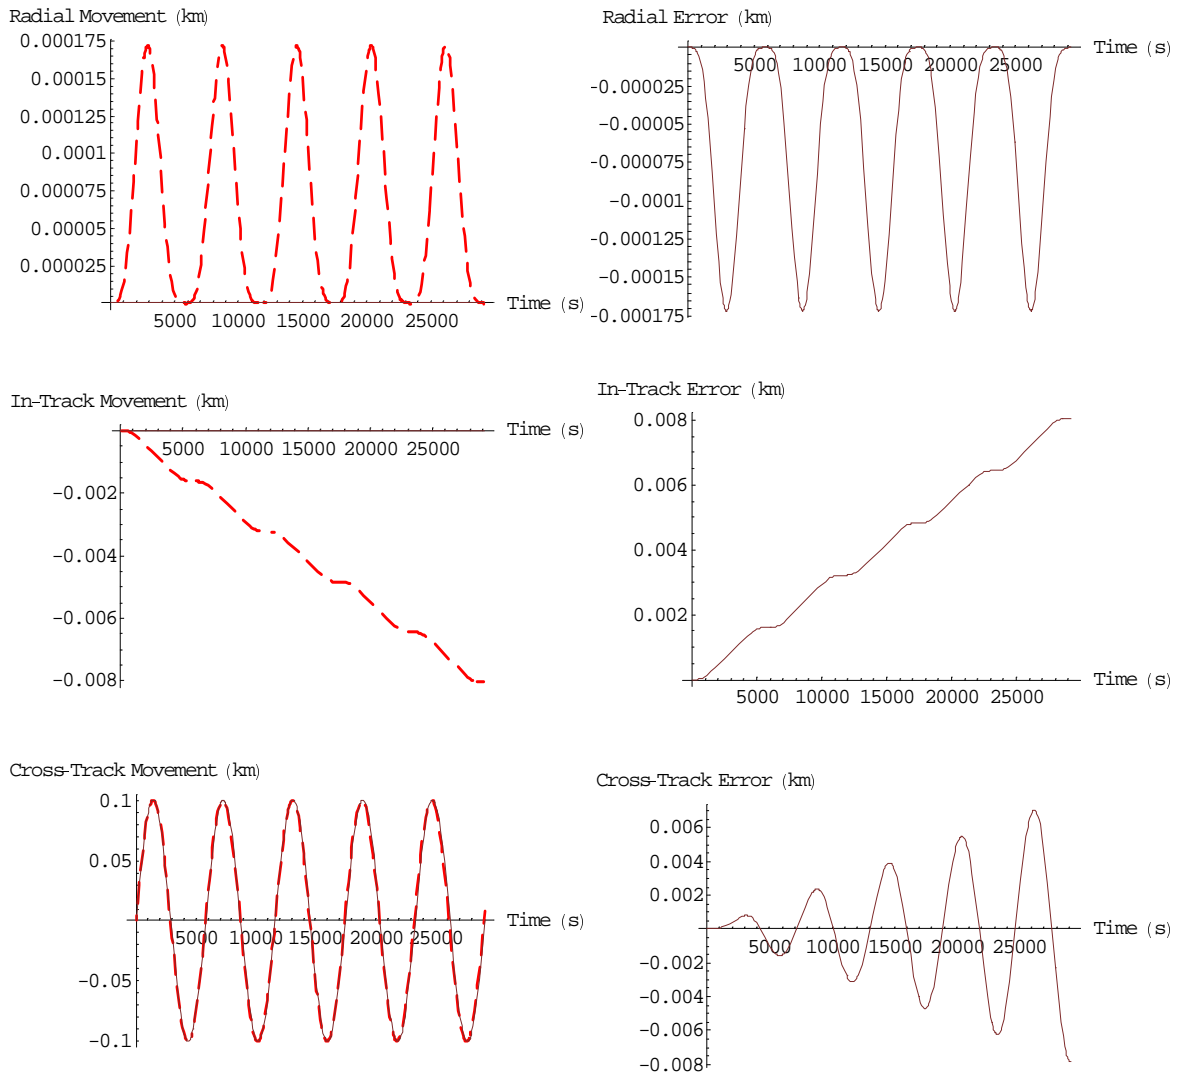 Radial Movement (km)
0.000175
0.00015
0.000125
0.0001
0.000075
0.00005
0.000025
5000 10000 15000 20000 25000
Time (s)
Radial Error (km)
Time (s)
5000 10000 15000 20000 25000
-0.000025
-0.00005
-0.000075
-0.0001
-0.000125
-0.00015
-0.000175
In-Track Movement (km)
Time (s)
5000 10000 15000 20000 25000
-0.002
-0.004
-0.006
-0.008
In-Track Error (km)
0.008
0.006
0.004
0.002
5000 10000 15000 20000 25000
Time (s)
Cross-Track Movement (km)
0.1
0.05
Time (s)
5000 10000 15000 20000 25000
-0.05
-0.1
Cross-Track Error (km)
0.006
0.004
0.002
Time (s)
5000 10000 15000 20000 25000
-0.002
-0.004
-0.006
-0.008